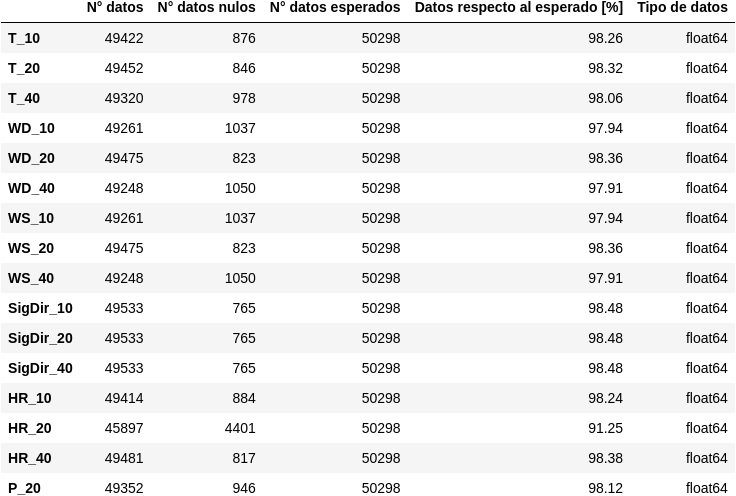 N° datos N° datos nulos N° datos esperados Datos respecto al esperado [%] Tipo de datos
T_10 49422 876 50298 98.26 float64
T_20 49452 846 50298 98.32 float64
T_40 49320 978 50298 98.06 float64
WD_10 49261 1037 50298 97.94 float64
WD_20 49475 823 50298 98.36 float64
WD_40 49248 1050 50298 97.91 float64
WS_10 49261 1037 50298 97.94 float64
WS_20 49475 823 50298 98.36 float64
WS_40 49248 1050 50298 97.91 float64
SigDir_10 49533 765 50298 98.48 float64
SigDir_20 49533 765 50298 98.48 float64
SigDir_40 49533 765 50298 98.48 float64
HR_10 49414 884 50298 98.24 float64
HR_20 45897 4401 50298 91.25 float64
HR_40 49481 817 50298 98.38 float64
P_20 49352 946 50298 98.12 float64